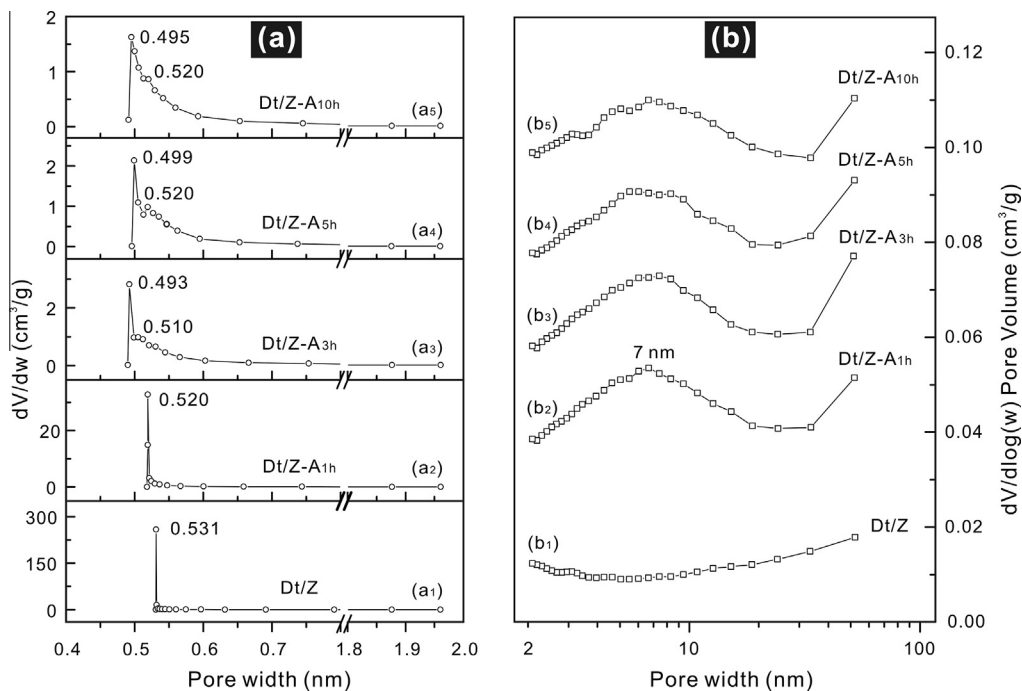 (a)
dV/dw (cm³/g)
2
1
0
0.495
0.520
Dt/Z-A10h
(a5)
2
1
0
0.499
0.520
Dt/Z-A5h
(a4)
2
0
0.493
0.510
Dt/Z-A3h
(a3)
20
0
0.520
Dt/Z-A1h
(a2)
300
150
0
0.531
Dt/Z
(a1)
0.4 0.5 0.6 0.7 1.8 1.9 2.0
Pore width (nm)
(b)
Dt/Z-A10h
(b5)
Dt/Z-A5h
(b4)
Dt/Z-A3h
(b3)
7 nm
Dt/Z-A1h
(b2)
Dt/Z
(b1)
0.12
0.10
0.08
0.06
0.04
0.02
0.00
dV/dlog(w) Pore Volume (cm³/g)
2 10 100
Pore width (nm)